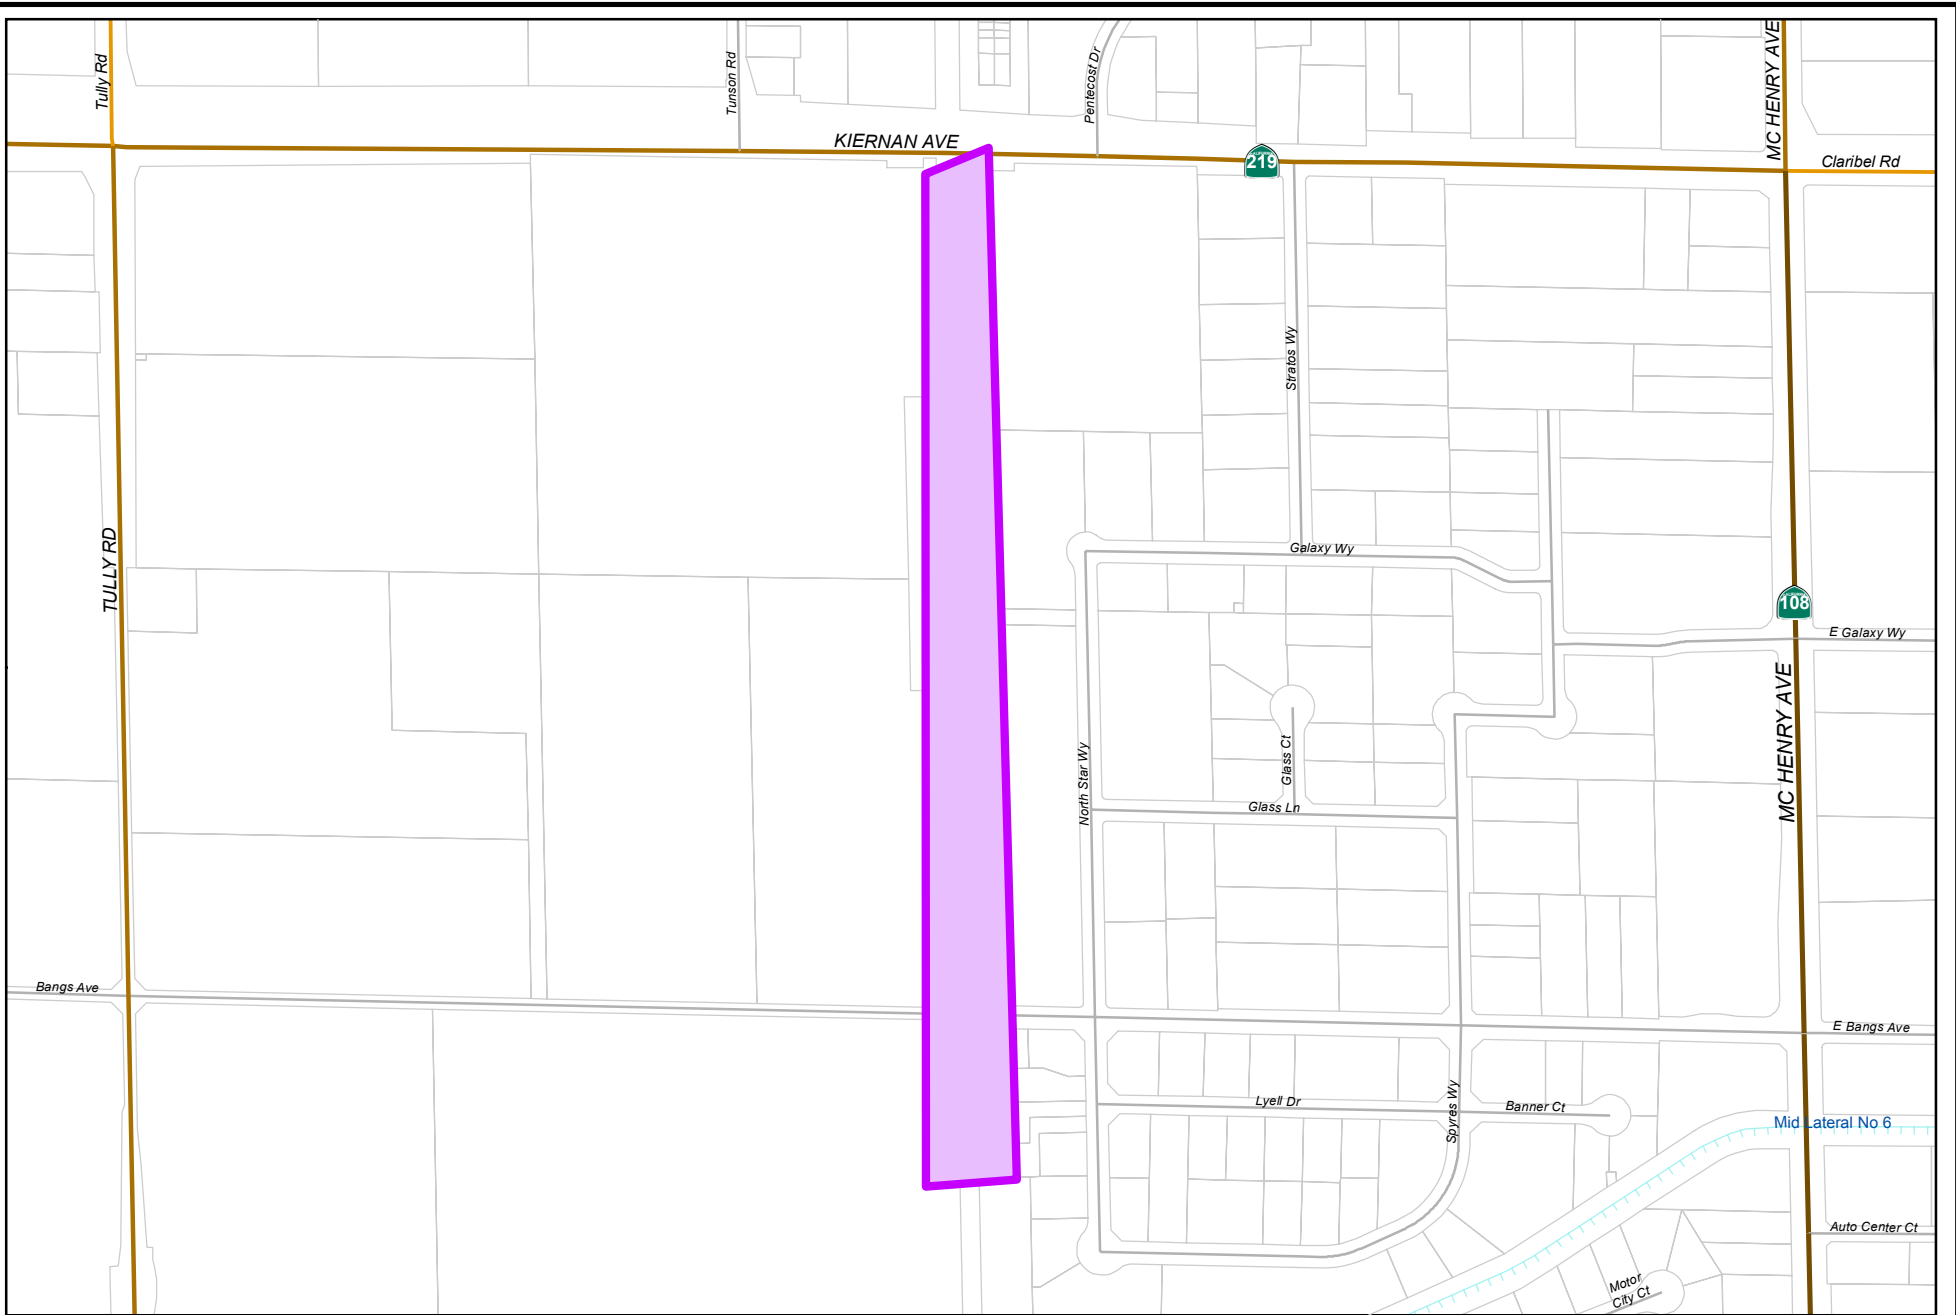 Tully Rd
Tunson Rd
Pentecost Dr
MC HENRY AVE
KIERNAN AVE
219
Claribel Rd
Stratos Wy
TULLY RD
Galaxy Wy
108
E Galaxy Wy
MC HENRY AVE
North Star Wy
Glass Ct
Glass Ln
Bangs Ave
E Bangs Ave
Lyell Dr
Spyres Wy
Banner Ct
Mid Lateral No 6
Auto Center Ct
Motor
City Ct